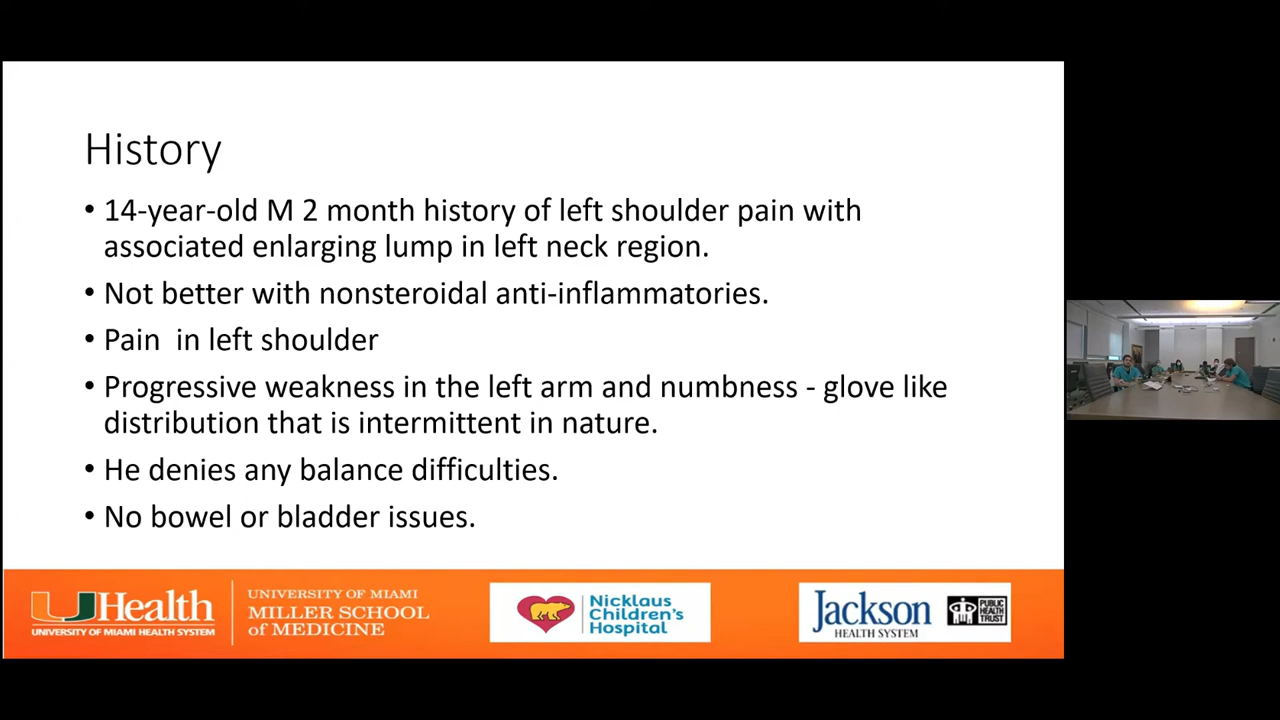 History
• 14-year-old M 2 month history of left shoulder pain with
associated enlarging lump in left neck region.
• Not better with nonsteroidal anti-inflammatories.
• Pain  in left shoulder
• Progressive weakness in the left arm and numbness - glove like
distribution that is intermittent in nature.
• He denies any balance difficulties.
• No bowel or bladder issues.
UHealth
UNIVERSITY OF MIAMI HEALTH SYSTEM
UNIVERSITY OF MIAMI
MILLER SCHOOL
of MEDICINE
Nicklaus
Children's
Hospital
Jackson
HEALTH SYSTEM
PUBLIC
HEALTH
TRUST